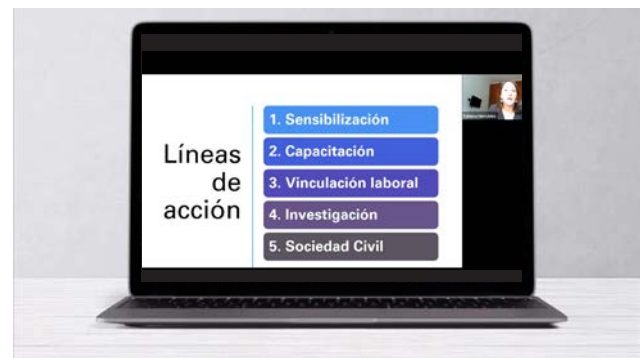 Líneas
de
acción
1. Sensibilización
2. Capacitación
3. Vinculación laboral
4. Investigación
5. Sociedad Civil